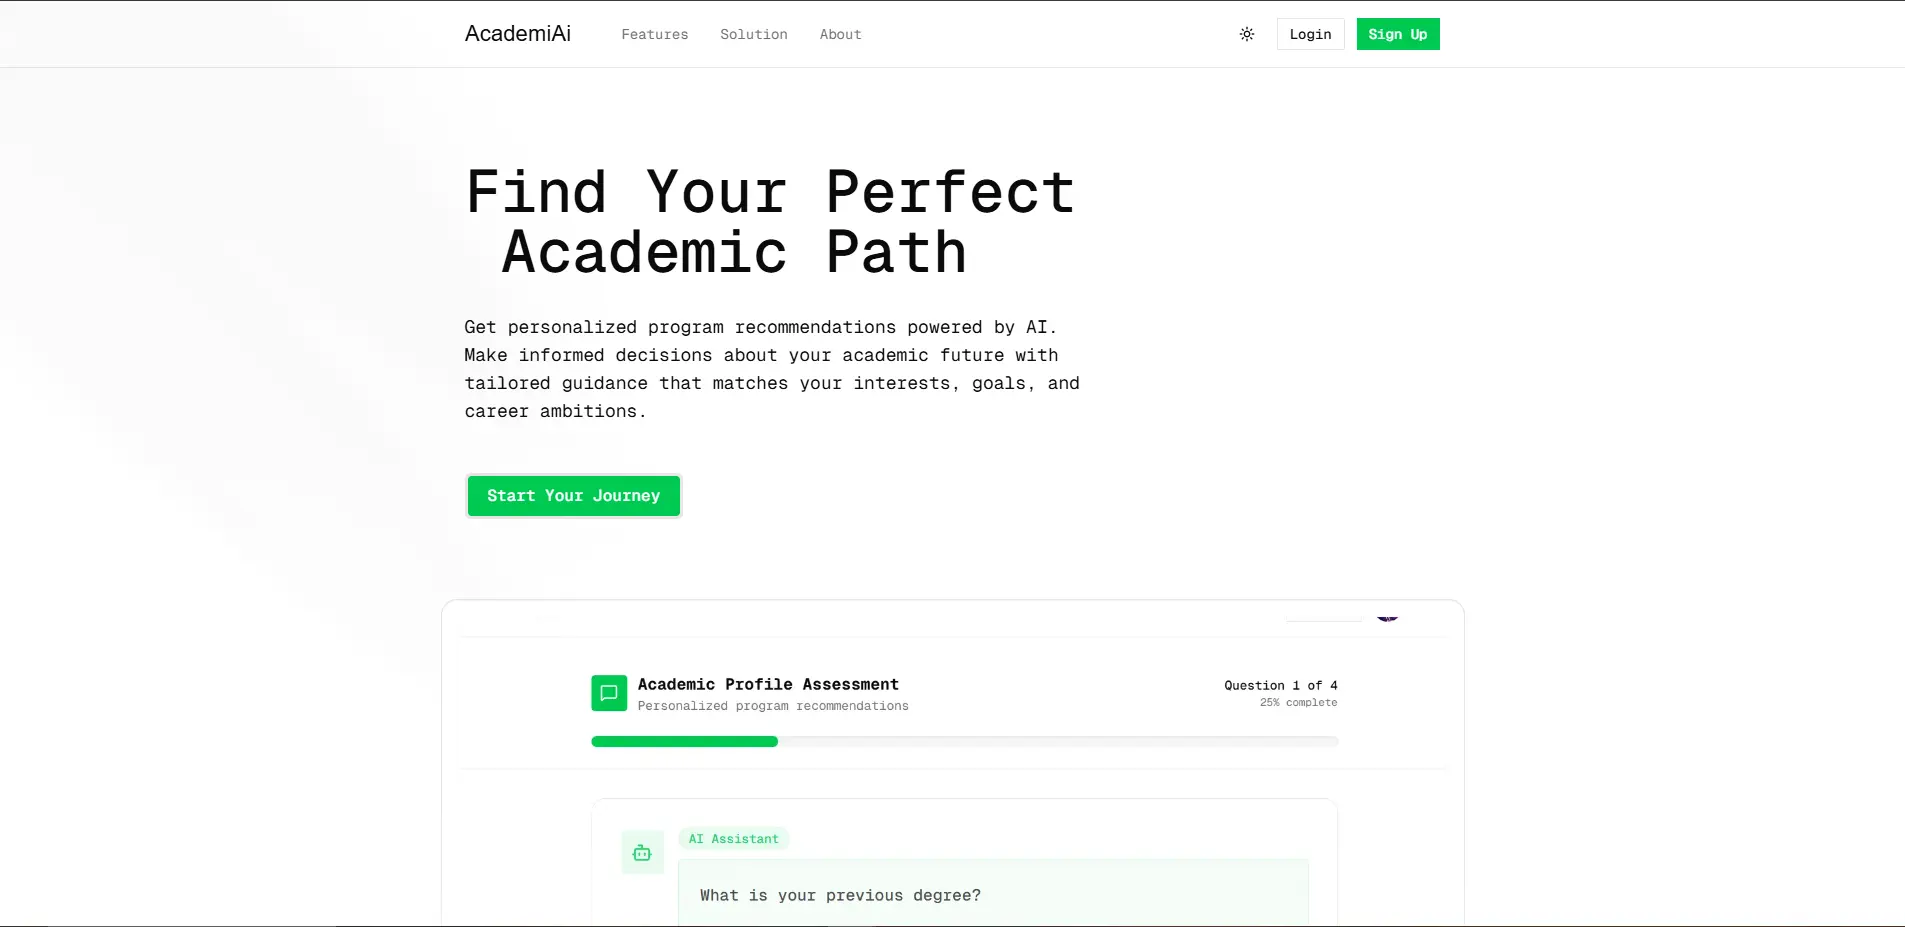 AcademiAi
Features
Solution
About
Login
Sign Up
Find Your Perfect
Academic Path
Get personalized program recommendations powered by AI.
Make informed decisions about your academic future with
tailored guidance that matches your interests, goals, and
career ambitions.
Start Your Journey
Academic Profile Assessment
Personalized program recommendations
Question 1 of 4
25% complete
AI Assistant
What is your previous degree?